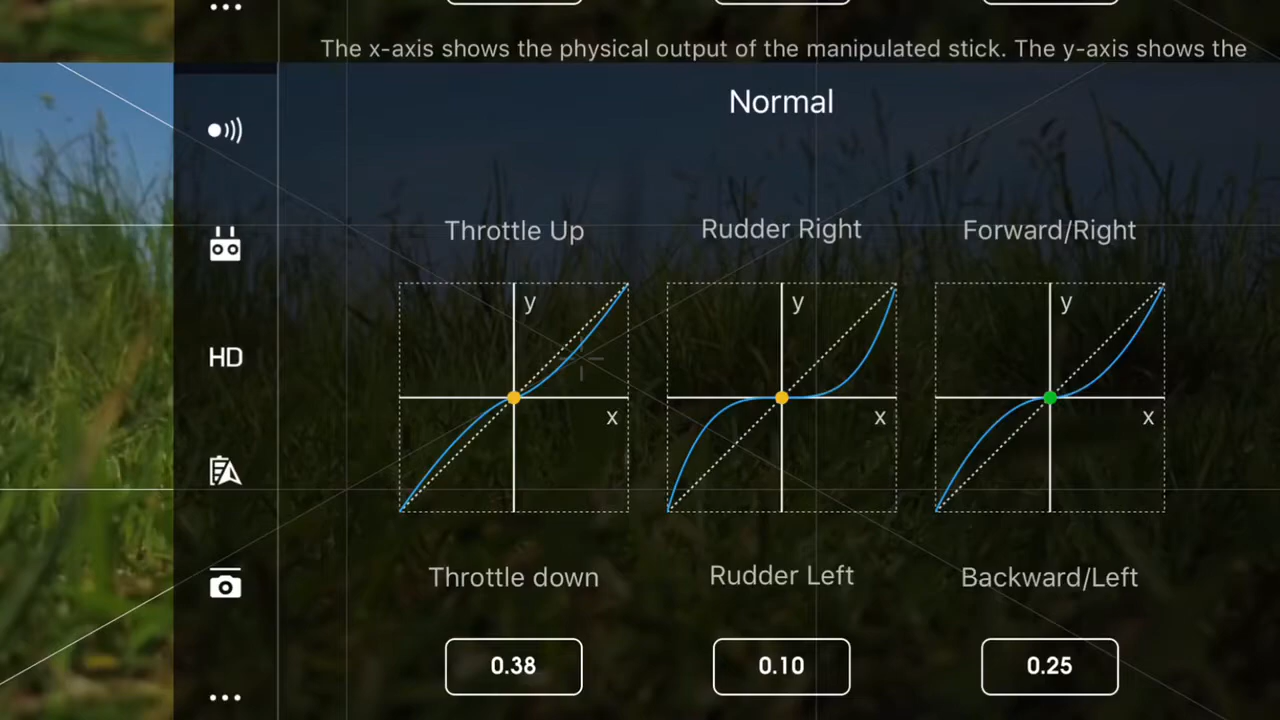 The x-axis shows the physical output of the manipulated stick. The y-axis shows the
Normal
Throttle Up
Rudder Right
Forward/Right
y
y
y
HD
x
x
x
Throttle down
Rudder Left
Backward/Left
0.38
0.10
0.25